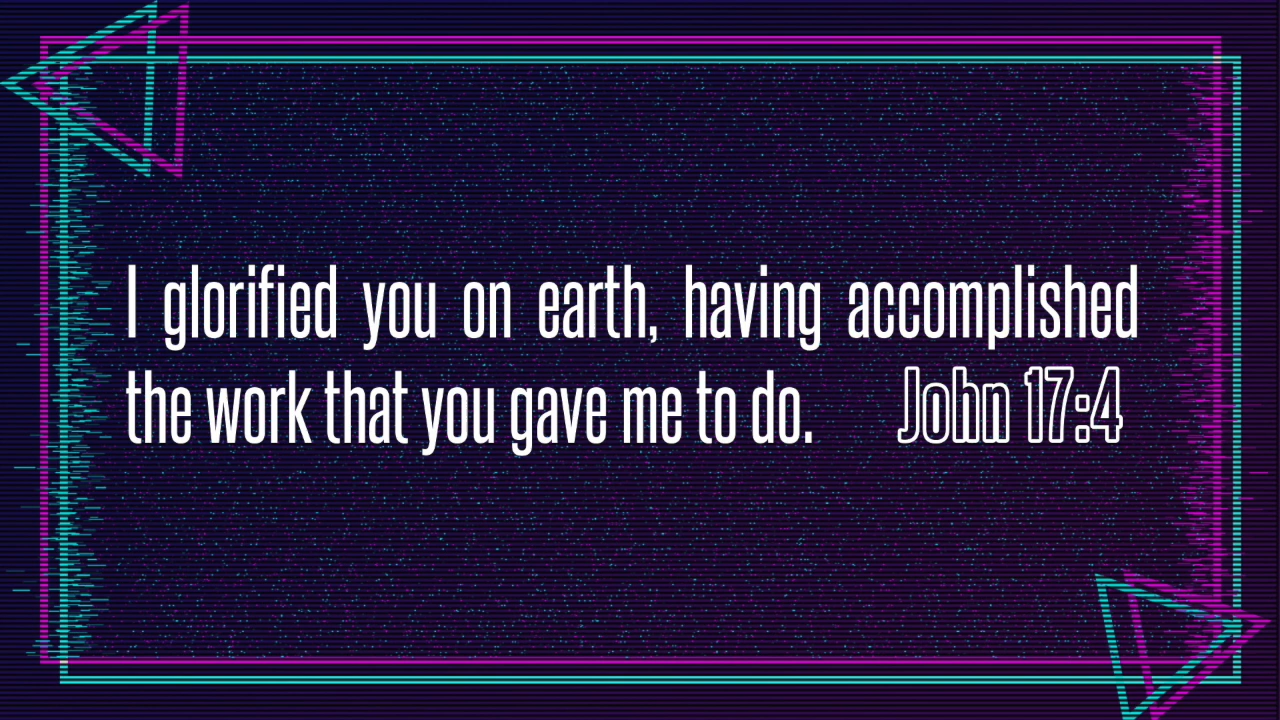 I glorified you on earth, having accomplished
the work that you gave me to do. John 17:4